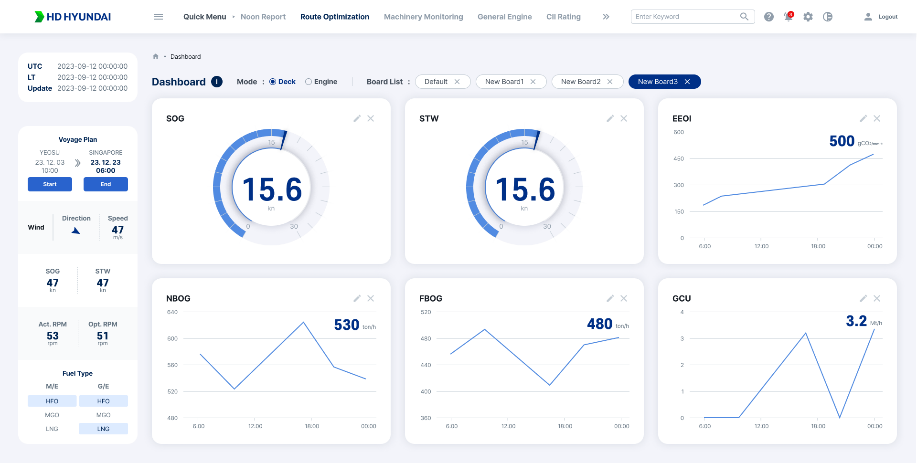 HD HYUNDAI
Quick Menu • Noon Report Route Optimization Machinery Monitoring General Engine CII Rating
Enter Keyword
Logout
UTC 2023-09-12 00:00:00
LT 2023-09-12 00:00:00
Update 2023-09-12 00:00:00
Dashboard
Dashboard
Mode : Deck Engine
Board List : Default New Board1 New Board2 New Board3
Voyage Plan
YEOSU SINGAPORE
23. 12. 03 23. 12. 23
10:00 06:00
Start End
Wind Direction Speed
47
m/s
SOG STW
47 47
kn kn
Act. RPM Opt. RPM
53 51
rpm rpm
Fuel Type
M/E G/E
HFO HFO
MGO MGO
LNG LNG
SOG
15
15.6
kn
0 30
STW
15
15.6
kn
0 30
EEOI
500
600
450
300
150
0
6.00 12.00 18.00 00.00
NBOG
530 ton/h
640
600
560
520
480
6.00 12.00 18.00 00.00
FBOG
480 ton/h
520
480
440
400
360
6.00 12.00 18.00 00.00
GCU
3.2
4
3
2
1
0
6.00 12.00 18.00 00.00